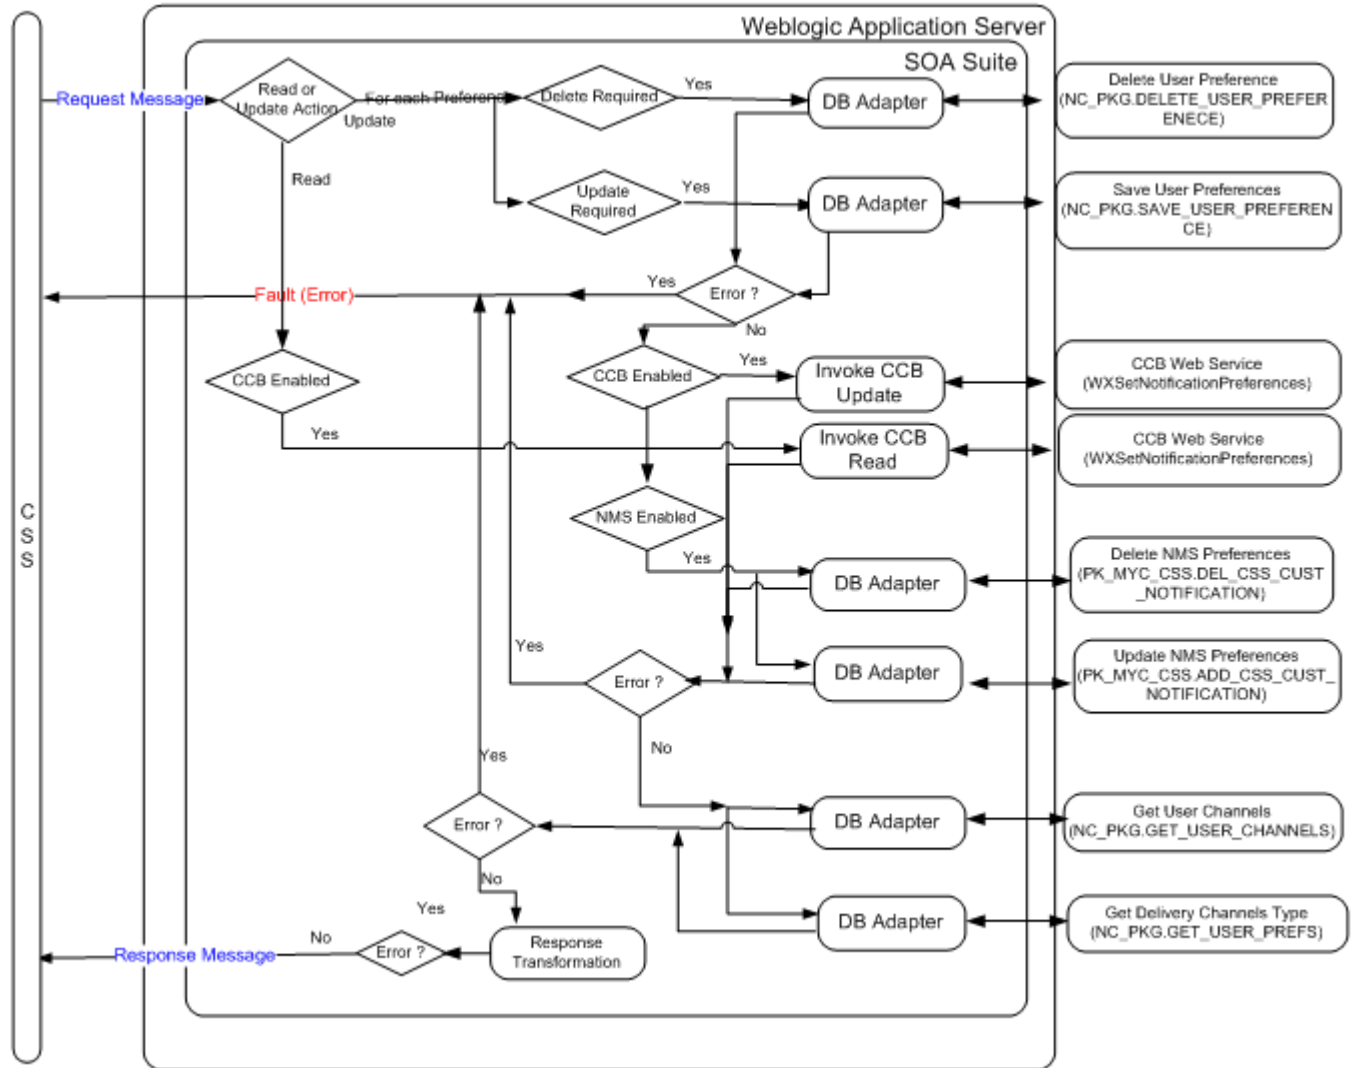 Weblogic Application Server
SOA Suite
Request Message
Read or
Update Action
For each Preference
Update
Delete Required
Yes
DB Adapter
Delete User Preference
(NC_PKG.DELETE_USER_PREFER
ENECE)
Read
Update
Required
Yes
DB Adapter
Save User Preferences
(NC_PKG.SAVE_USER_PREFEREN
CE)
Fault (Error)
Yes
Error ?
No
CCB Enabled
CCB Enabled
Yes
Invoke CCB
Update
CCB Web Service
(WXSetNotificationPreferences)
Yes
Invoke CCB
Read
CCB Web Service
(WXSetNotificationPreferences)
C
S
S
NMS Enabled
Yes
DB Adapter
Delete NMS Preferences
(PK_MYC_CSS.DEL_CSS_CUST
_NOTIFICATION)
Yes
Error ?
DB Adapter
Update NMS Preferences
(PK_MYC_CSS.ADD_CSS_CUST_
NOTIFICATION)
No
Yes
Error ?
DB Adapter
Get User Channels
(NC_PKG.GET_USER_CHANNELS)
No
DB Adapter
Get Delivery Channels Type
(NC_PKG.GET_USER_PREFS)
Yes
Response Message
No
Error ?
Response
Transformation